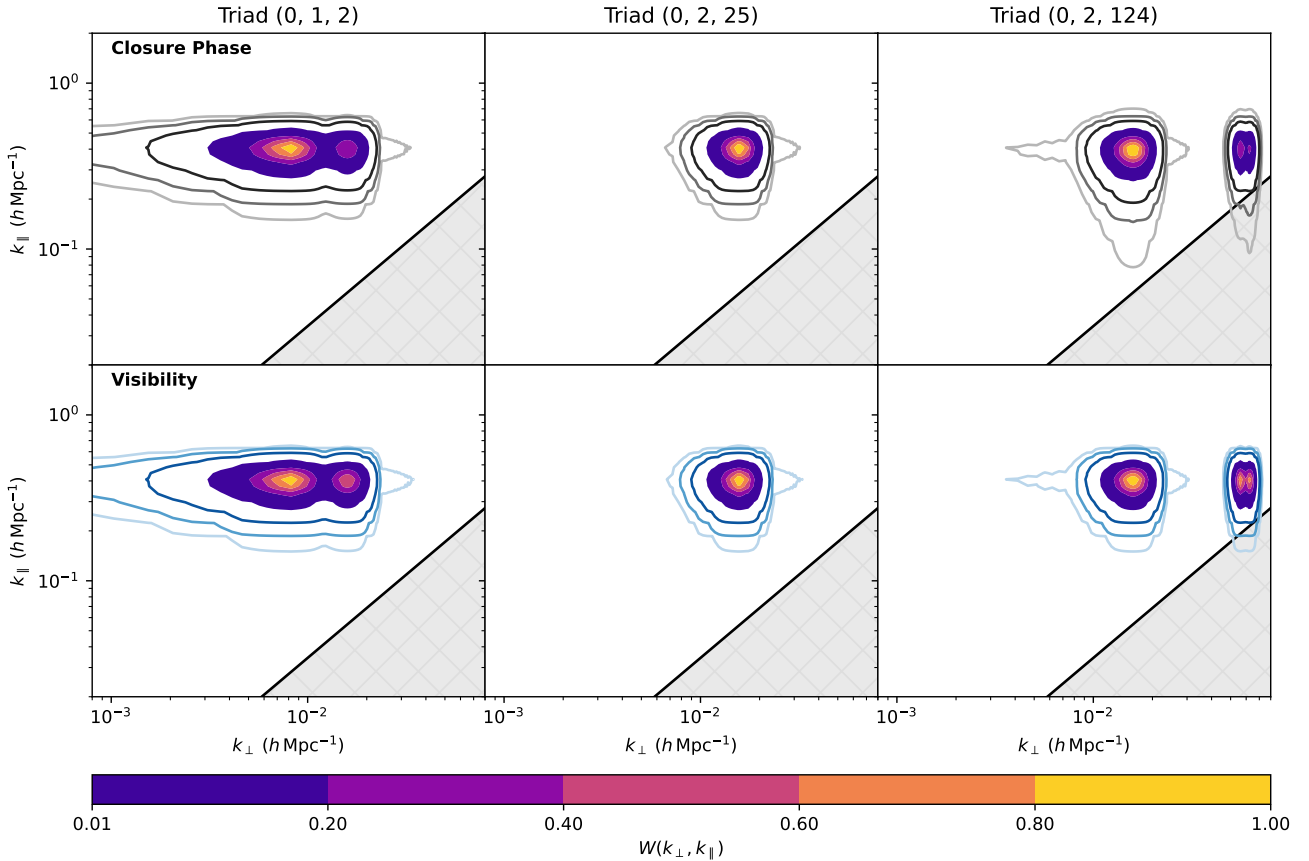 Triad (0, 1, 2) Triad (0, 2, 25) Triad (0, 2, 124)
Closure Phase
10⁰
k∥ (h Mpc⁻¹)
10⁻¹
Visibility
10⁰
k∥ (h Mpc⁻¹)
10⁻¹
10⁻³ 10⁻² 10⁻³ 10⁻² 10⁻³ 10⁻²
k⊥ (h Mpc⁻¹) k⊥ (h Mpc⁻¹) k⊥ (h Mpc⁻¹)
0.01 0.20 0.40 0.60 0.80 1.00
W(k⊥, k∥)